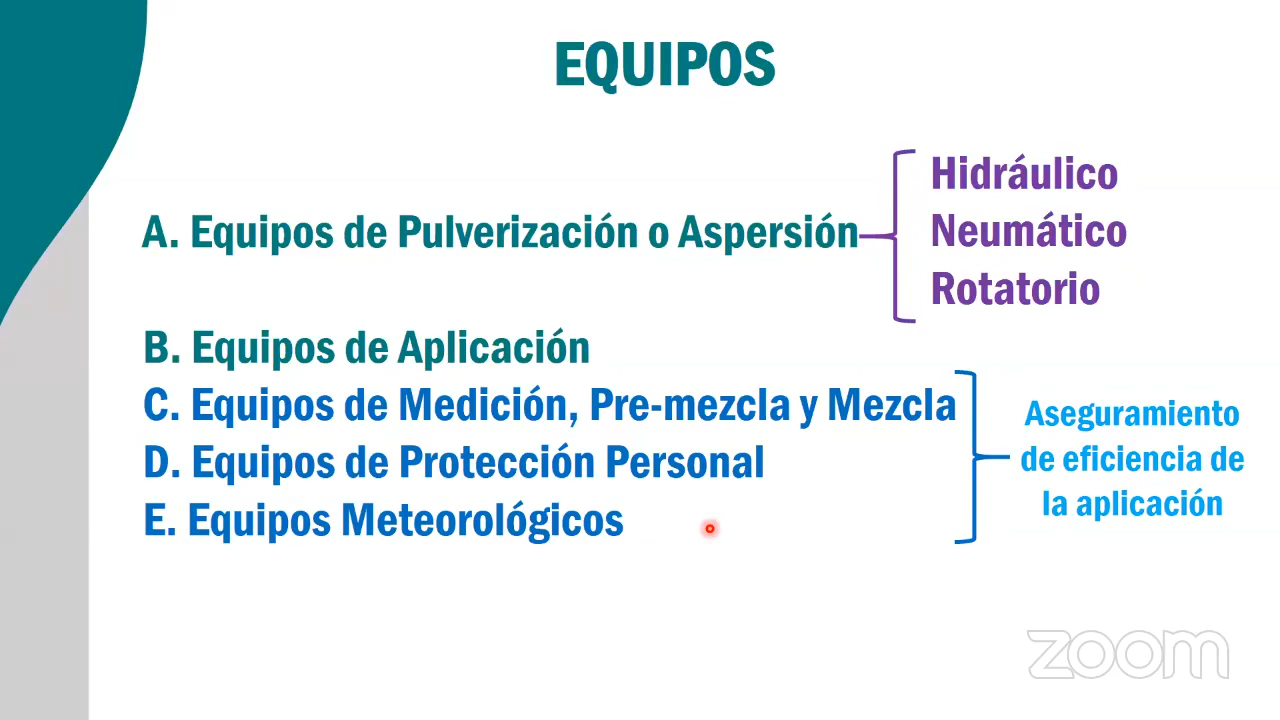 EQUIPOS
A. Equipos de Pulverización o Aspersión
Hidráulico
Neumático
Rotatorio
B. Equipos de Aplicación
C. Equipos de Medición, Pre-mezcla y Mezcla
D. Equipos de Protección Personal
E. Equipos Meteorológicos
Aseguramiento
de eficiencia de
la aplicación
zoom